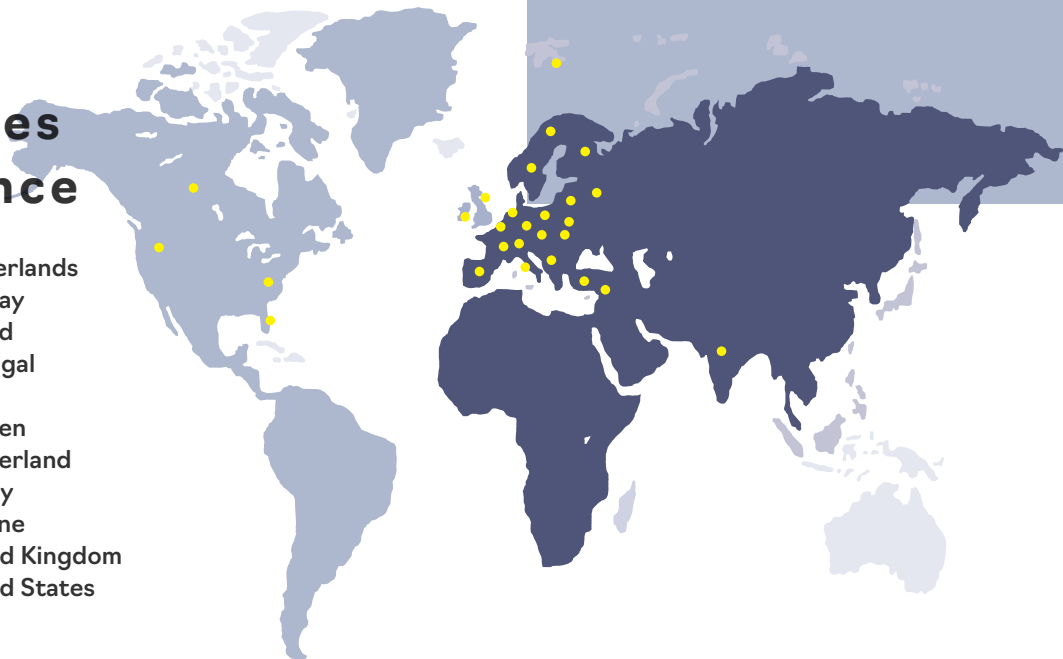 es
nce
erlands
ay
d
gal
en
erland
y
ne
d Kingdom
d States